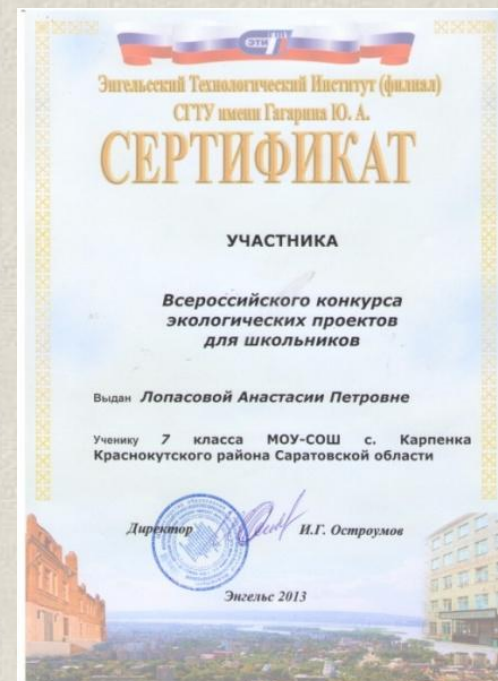 ЭТИ
Энгельсский Технологический Институт (филиал)
СГТУ имени Гагарина Ю. А.
СЕРТИФИКАТ
УЧАСТНИКА
Всероссийского конкурса
экологических проектов
для школьников
Выдан Лопасовой Анастасии Петровне
Ученику 7 класса МОУ-СОШ с. Карпенка
Краснокутского района Саратовской области
Директор И.Г. Остроумов
Энгельс 2013